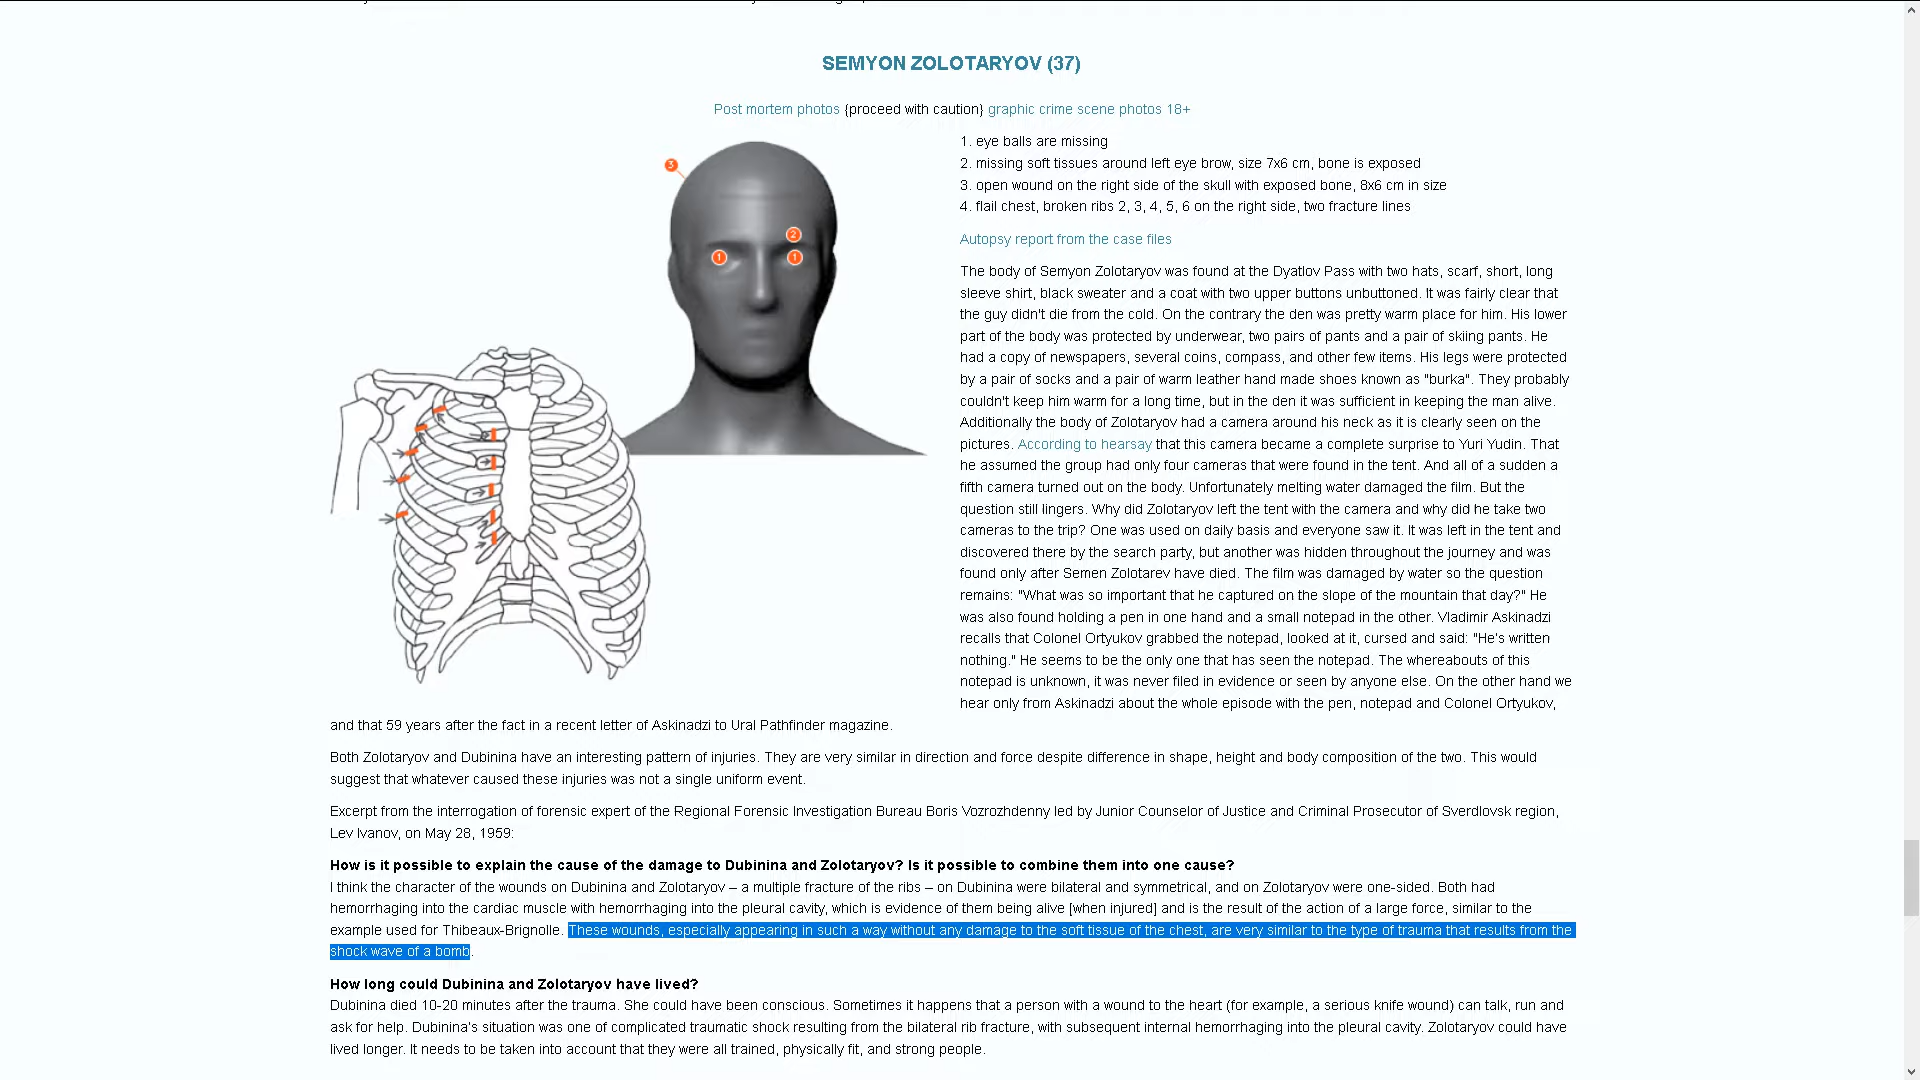 SEMYON ZOLOTARYOV (37)
Post mortem photos {proceed with caution} graphic crime scene photos 18+
1. eye balls are missing
2. missing soft tissues around left eye brow, size 7x6 cm, bone is exposed
3. open wound on the right side of the skull with exposed bone, 8x6 cm in size
4. flail chest, broken ribs 2, 3, 4, 5, 6 on the right side, two fracture lines
3
2
1
1
Autopsy report from the case files
The body of Semyon Zolotaryov was found at the Dyatlov Pass with two hats, scarf, short, long
sleeve shirt, black sweater and a coat with two upper buttons unbuttoned. It was fairly clear that
the guy didn't die from the cold. On the contrary the den was pretty warm place for him. His lower
part of the body was protected by underwear, two pairs of pants and a pair of skiing pants. He
had a copy of newspapers, several coins, compass, and other few items. His legs were protected
by a pair of socks and a pair of warm leather hand made shoes known as "burka". They probably
couldn't keep him warm for a long time, but in the den it was sufficient in keeping the man alive.
Additionally the body of Zolotaryov had a camera around his neck as it is clearly seen on the
pictures. According to hearsay that this camera became a complete surprise to Yuri Yudin. That
he assumed the group had only four cameras that were found in the tent. And all of a sudden a
fifth camera turned out on the body. Unfortunately melting water damaged the film. But the
question still lingers. Why did Zolotaryov left the tent with the camera and why did he take two
cameras to the trip? One was used on daily basis and everyone saw it. It was left in the tent and
discovered there by the search party, but another was hidden throughout the journey and was
found only after Semen Zolotarev have died. The film was damaged by water so the question
remains: "What was so important that he captured on the slope of the mountain that day?" He
was also found holding a pen in one hand and a small notepad in the other. Vladimir Askinadzi
recalls that Colonel Ortyukov grabbed the notepad, looked at it, cursed and said: "He's written
nothing." He seems to be the only one that has seen the notepad. The whereabouts of this
notepad is unknown, it was never filed in evidence or seen by anyone else. On the other hand we
hear only from Askinadzi about the whole episode with the pen, notepad and Colonel Ortyukov,
and that 59 years after the fact in a recent letter of Askinadzi to Ural Pathfinder magazine.
Both Zolotaryov and Dubinina have an interesting pattern of injuries. They are very similar in direction and force despite difference in shape, height and body composition of the two. This would
suggest that whatever caused these injuries was not a single uniform event.
Excerpt from the interrogation of forensic expert of the Regional Forensic Investigation Bureau Boris Vozrozhdenny led by Junior Counselor of Justice and Criminal Prosecutor of Sverdlovsk region,
Lev Ivanov, on May 28, 1959:
How is it possible to explain the cause of the damage to Dubinina and Zolotaryov? Is it possible to combine them into one cause?
I think the character of the wounds on Dubinina and Zolotaryov – a multiple fracture of the ribs – on Dubinina were bilateral and symmetrical, and on Zolotaryov were one-sided. Both had
hemorrhaging into the cardiac muscle with hemorrhaging into the pleural cavity, which is evidence of them being alive [when injured] and is the result of the action of a large force, similar to the
example used for Thibeaux-Brignolle. These wounds, especially appearing in such a way without any damage to the soft tissue of the chest, are very similar to the type of trauma that results from the
shock wave of a bomb.
How long could Dubinina and Zolotaryov have lived?
Dubinina died 10-20 minutes after the trauma. She could have been conscious. Sometimes it happens that a person with a wound to the heart (for example, a serious knife wound) can talk, run and
ask for help. Dubinina's situation was one of complicated traumatic shock resulting from the bilateral rib fracture, with subsequent internal hemorrhaging into the pleural cavity. Zolotaryov could have
lived longer. It needs to be taken into account that they were all trained, physically fit, and strong people.